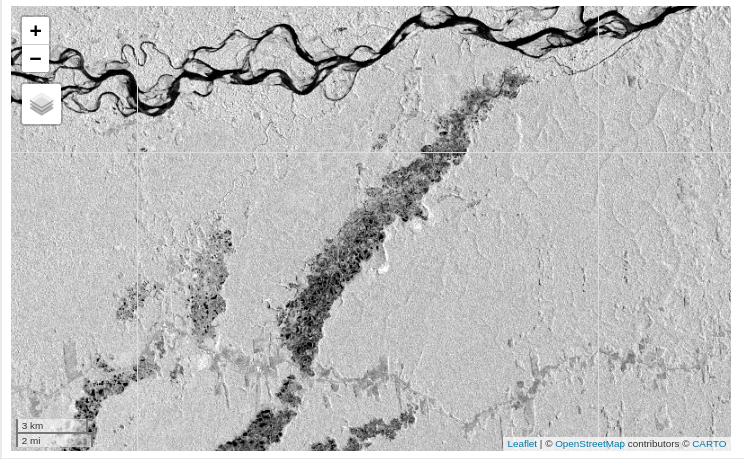 +
−
3 km
2 mi
Leaflet | © OpenStreetMap contributors © CARTO